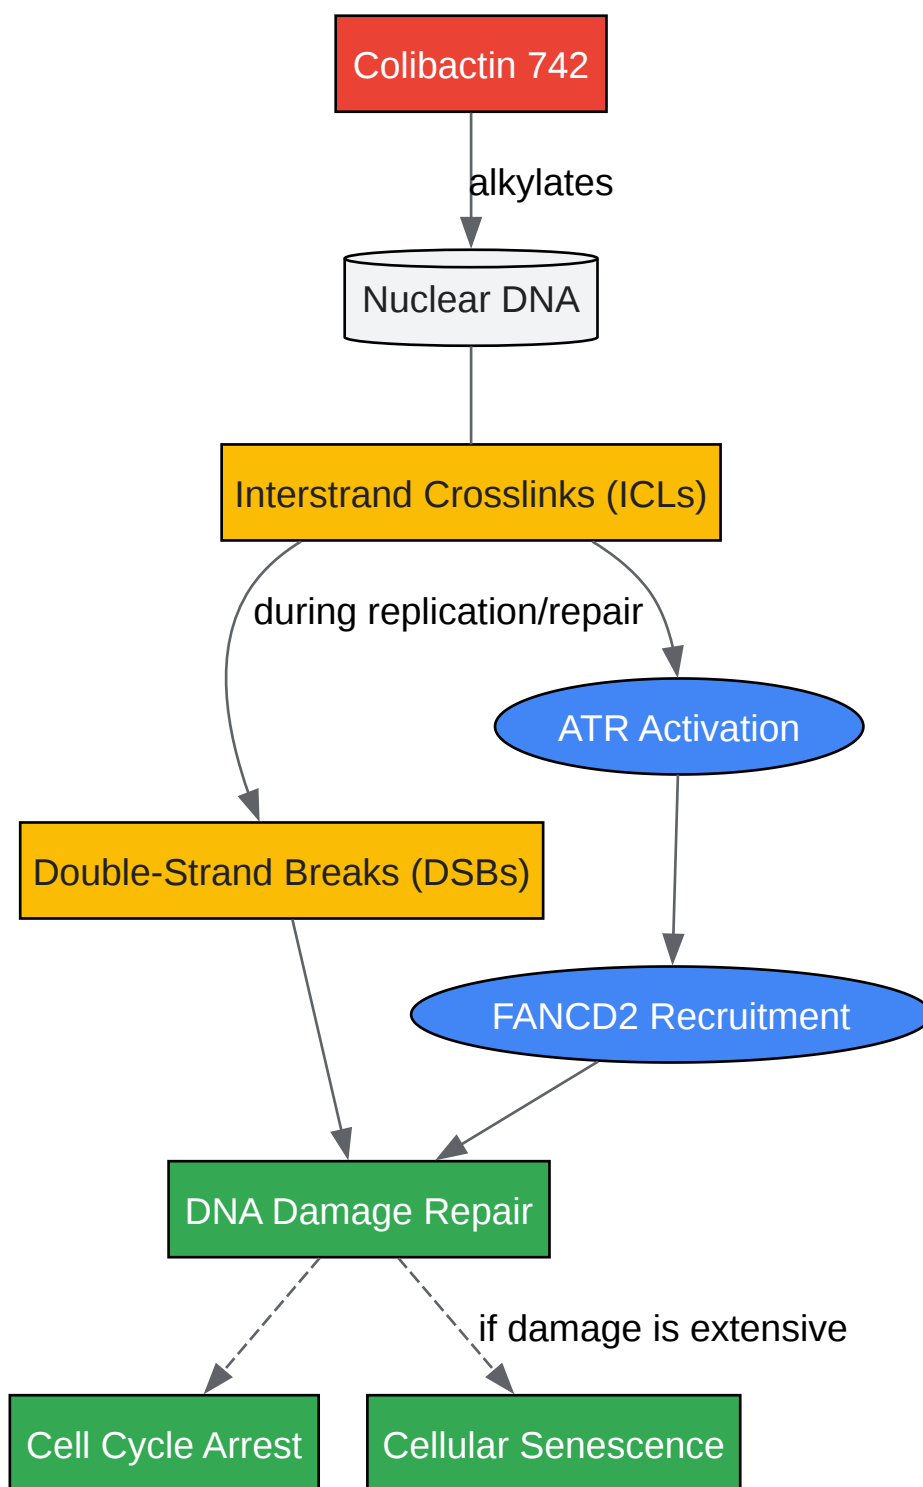 Colibactin 742
alkylates
Nuclear DNA
Interstrand Crosslinks (ICLs)
during replication/repair
ATR Activation
Double-Strand Breaks (DSBs)
FANCD2 Recruitment
DNA Damage Repair
if damage is extensive
Cell Cycle Arrest
Cellular Senescence